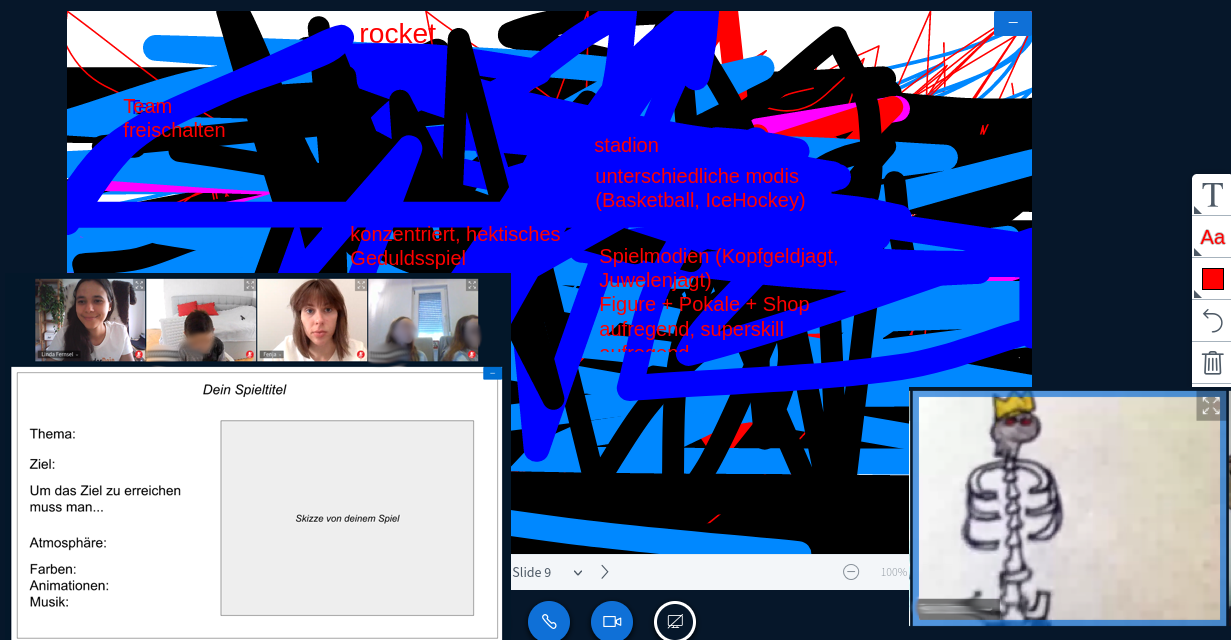 rocket
Team
freischalten
stadion
unterschiedliche modis
(Basketball, IceHockey)
konzentriert, hektisches
Geduldsspiel
Spielmodien (Kopfgeldjagt,
Juwelenjagt)
Figure + Pokale + Shop
aufregend, superskill
aufregend
T
Aa
Linda Fernsel
Tanja
Dein Spieltitel
Thema:
Ziel:
Um das Ziel zu erreichen
muss man...
Skizze von deinem Spiel
Atmosphäre:
Farben:
Animationen:
Musik:
Slide 9
100%